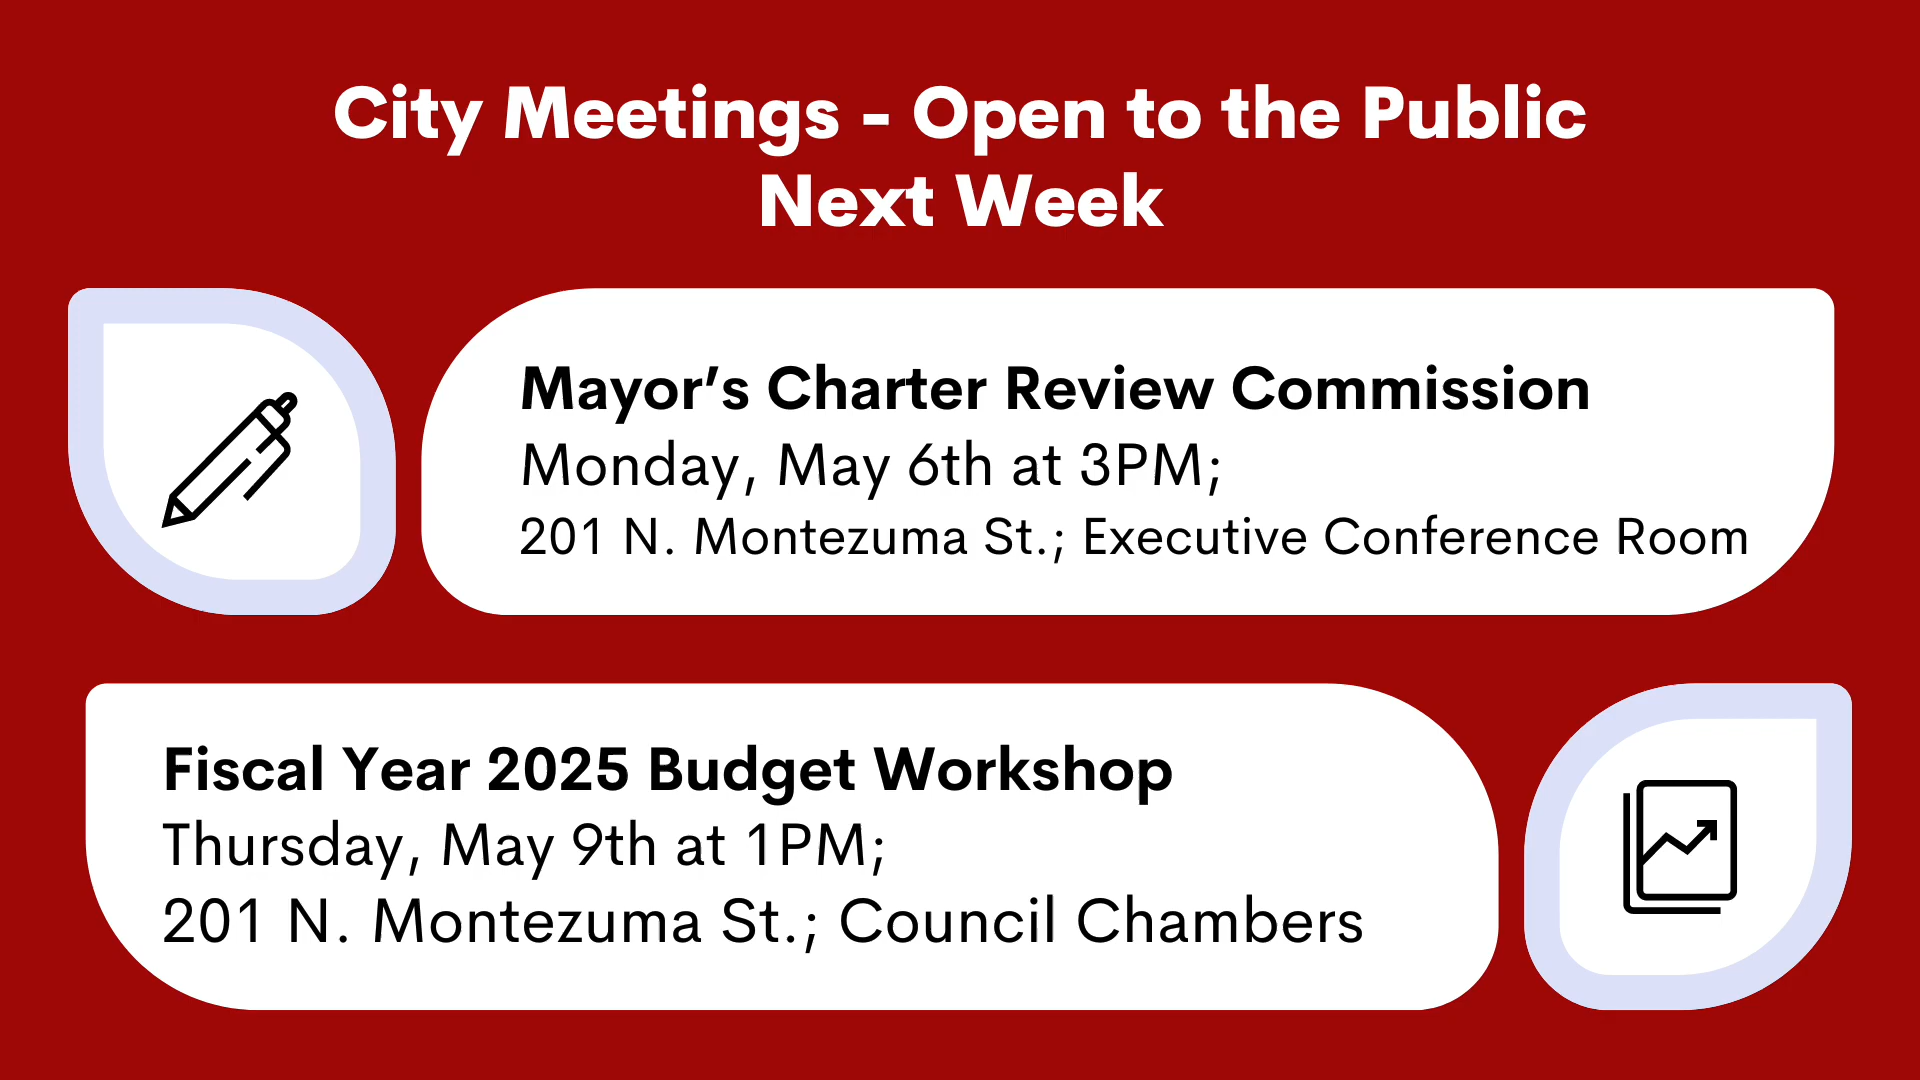 City Meetings - Open to the Public
Next Week
Mayor’s Charter Review Commission
Monday, May 6th at 3PM;
201 N. Montezuma St.; Executive Conference Room
Fiscal Year 2025 Budget Workshop
Thursday, May 9th at 1PM;
201 N. Montezuma St.; Council Chambers